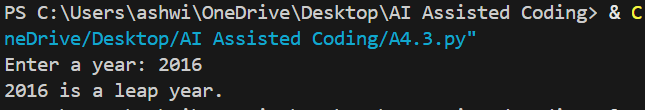 PS C:\Users\ashwi\OneDrive\Desktop\AI Assisted Coding> & C
neDrive/Desktop/AI Assisted Coding/A4.3.py"
Enter a year: 2016
2016 is a leap year.